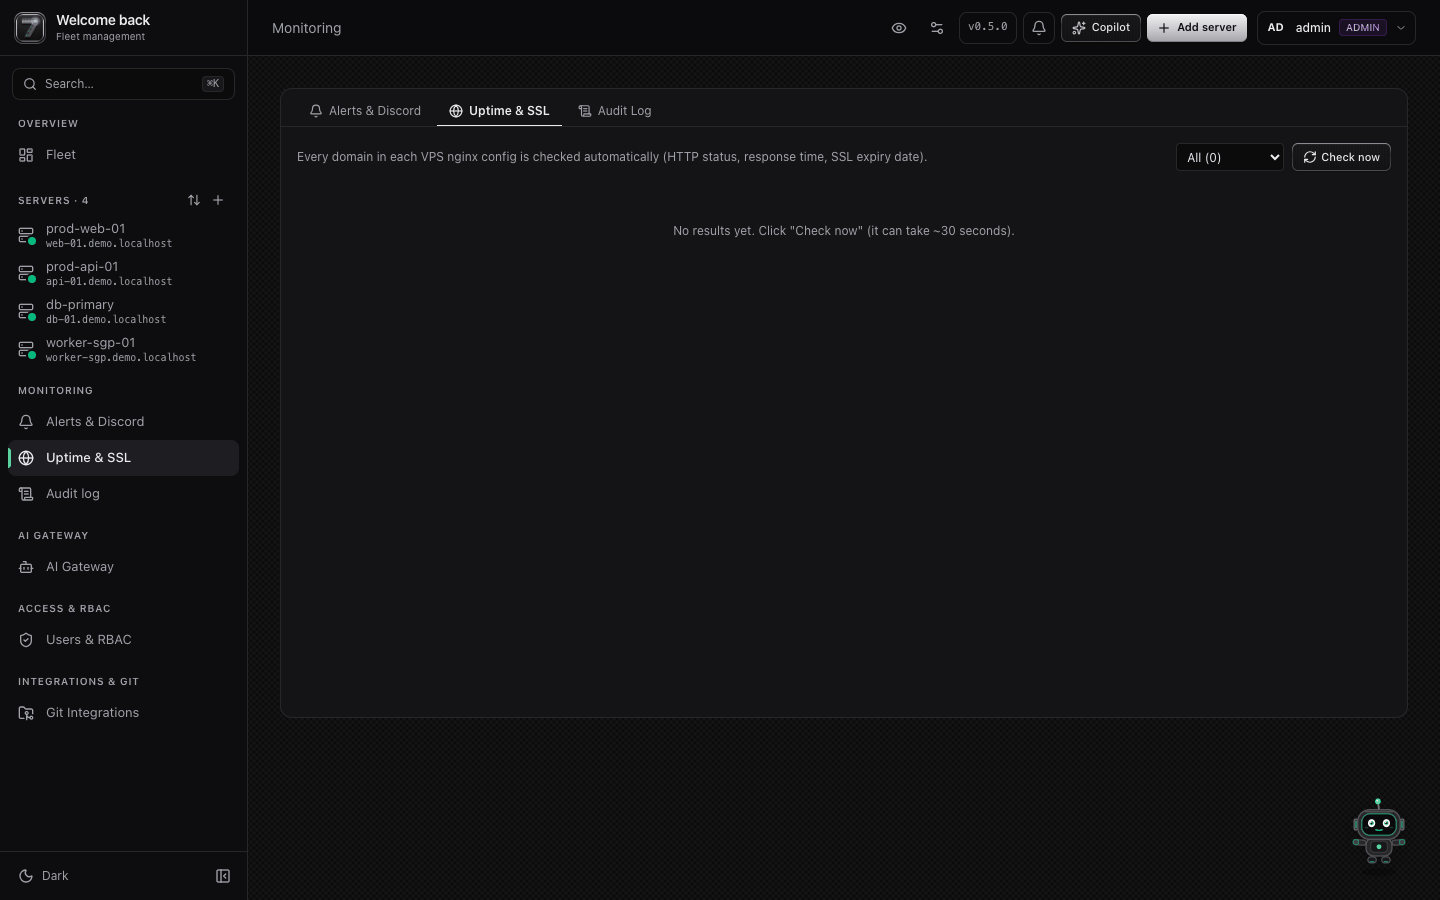 Welcome back
Fleet management
Search...
⌘K
OVERVIEW
Fleet
SERVERS · 4
prod-web-01
web-01.demo.localhost
prod-api-01
api-01.demo.localhost
db-primary
db-01.demo.localhost
worker-sgp-01
worker-sgp.demo.localhost
MONITORING
Alerts & Discord
Uptime & SSL
Audit log
AI GATEWAY
AI Gateway
ACCESS & RBAC
Users & RBAC
INTEGRATIONS & GIT
Git Integrations
Dark
Monitoring
v0.5.0
Copilot
Add server
AD admin ADMIN
Alerts & Discord
Uptime & SSL
Audit Log
Every domain in each VPS nginx config is checked automatically (HTTP status, response time, SSL expiry date).
All (0)
Check now
No results yet. Click "Check now" (it can take ~30 seconds).